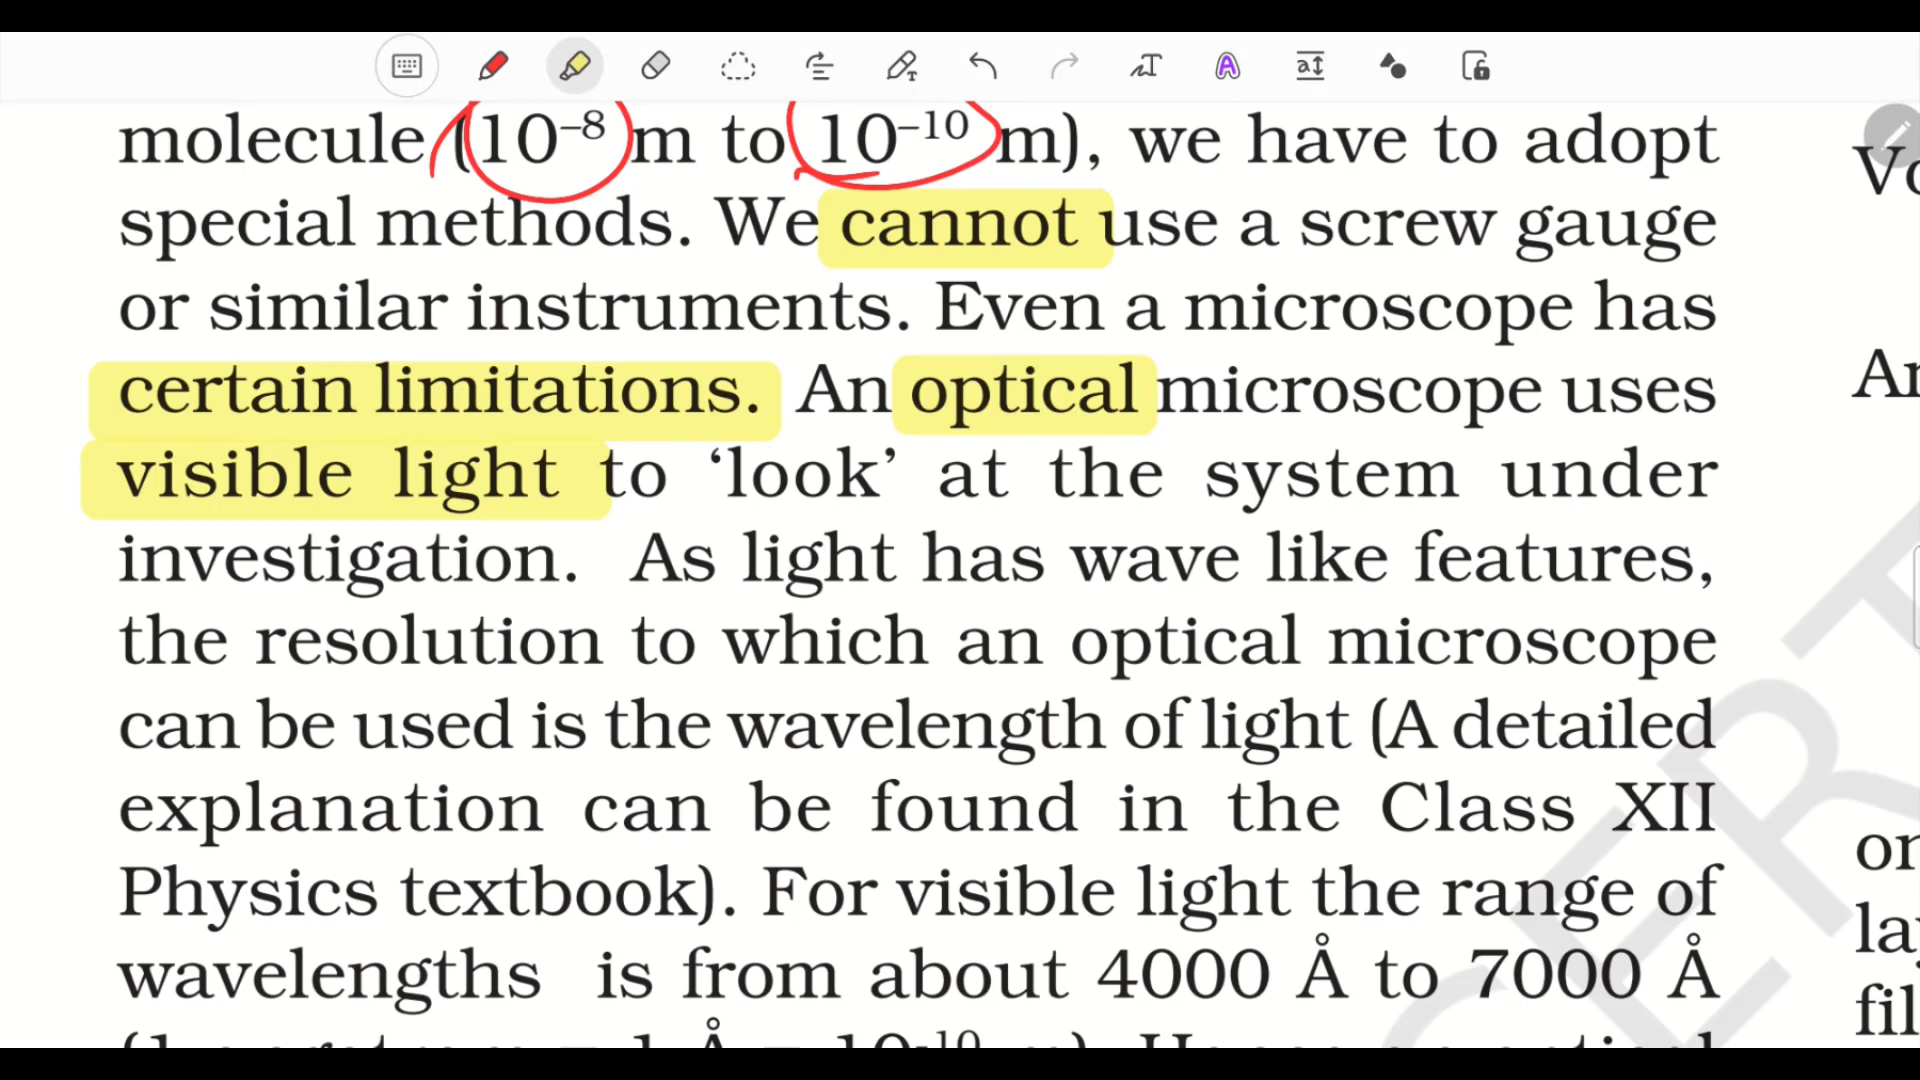 molecule (10⁻⁸ m to 10⁻¹⁰ m), we have to adopt
special methods. We cannot use a screw gauge
or similar instruments. Even a microscope has
certain limitations. An optical microscope uses
visible light to ‘look’ at the system under
investigation. As light has wave like features,
the resolution to which an optical microscope
can be used is the wavelength of light (A detailed
explanation can be found in the Class XII
Physics textbook). For visible light the range of
wavelengths is from about 4000 Å to 7000 Å